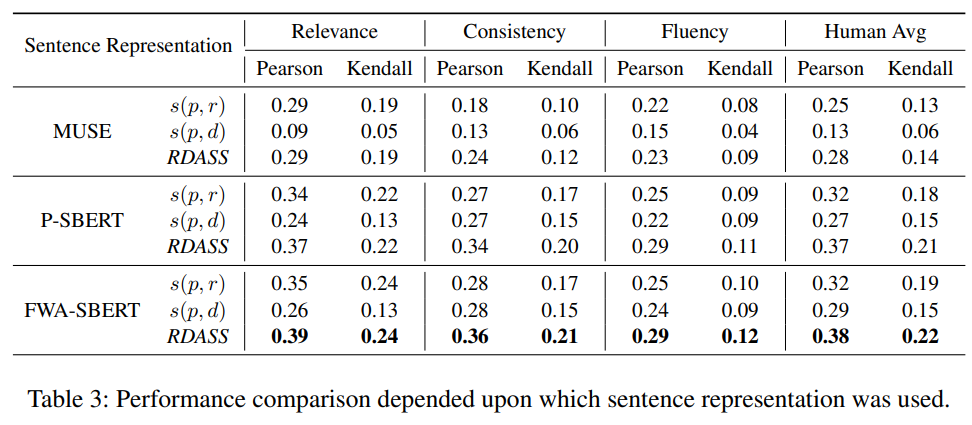 Sentence Representation Relevance Consistency Fluency Human Avg
Pearson Kendall Pearson Kendall Pearson Kendall Pearson Kendall
MUSE s(p, r) 0.29 0.19 0.18 0.10 0.22 0.08 0.25 0.13
s(p, d) 0.09 0.05 0.13 0.06 0.15 0.04 0.13 0.06
RDASS 0.29 0.19 0.24 0.12 0.23 0.09 0.28 0.14
P-SBERT s(p, r) 0.34 0.22 0.27 0.17 0.25 0.09 0.32 0.18
s(p, d) 0.24 0.13 0.27 0.15 0.22 0.09 0.27 0.15
RDASS 0.37 0.22 0.34 0.20 0.29 0.11 0.37 0.21
FWA-SBERT s(p, r) 0.35 0.24 0.28 0.17 0.25 0.10 0.32 0.19
s(p, d) 0.26 0.13 0.28 0.15 0.24 0.09 0.29 0.15
RDASS 0.39 0.24 0.36 0.21 0.29 0.12 0.38 0.22
Table 3: Performance comparison depended upon which sentence representation was used.